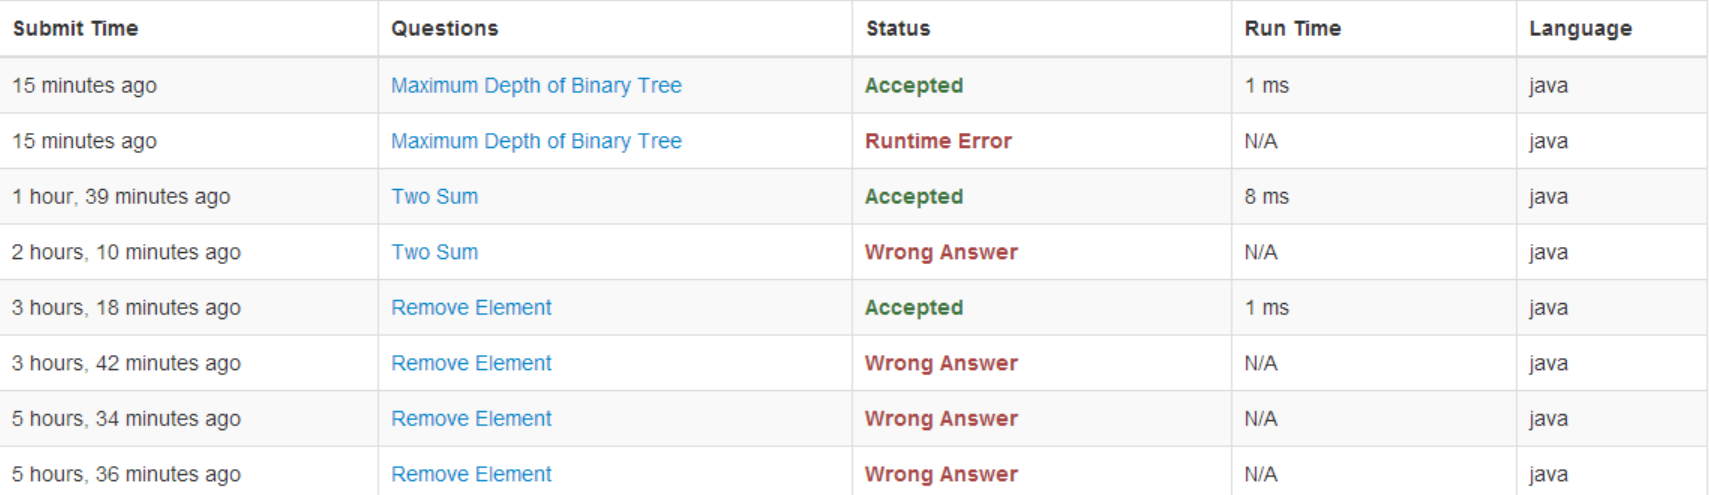 Submit Time Questions Status Run Time Language
15 minutes ago Maximum Depth of Binary Tree Accepted 1 ms java
15 minutes ago Maximum Depth of Binary Tree Runtime Error N/A java
1 hour, 39 minutes ago Two Sum Accepted 8 ms java
2 hours, 10 minutes ago Two Sum Wrong Answer N/A java
3 hours, 18 minutes ago Remove Element Accepted 1 ms java
3 hours, 42 minutes ago Remove Element Wrong Answer N/A java
5 hours, 34 minutes ago Remove Element Wrong Answer N/A java
5 hours, 36 minutes ago Remove Element Wrong Answer N/A java